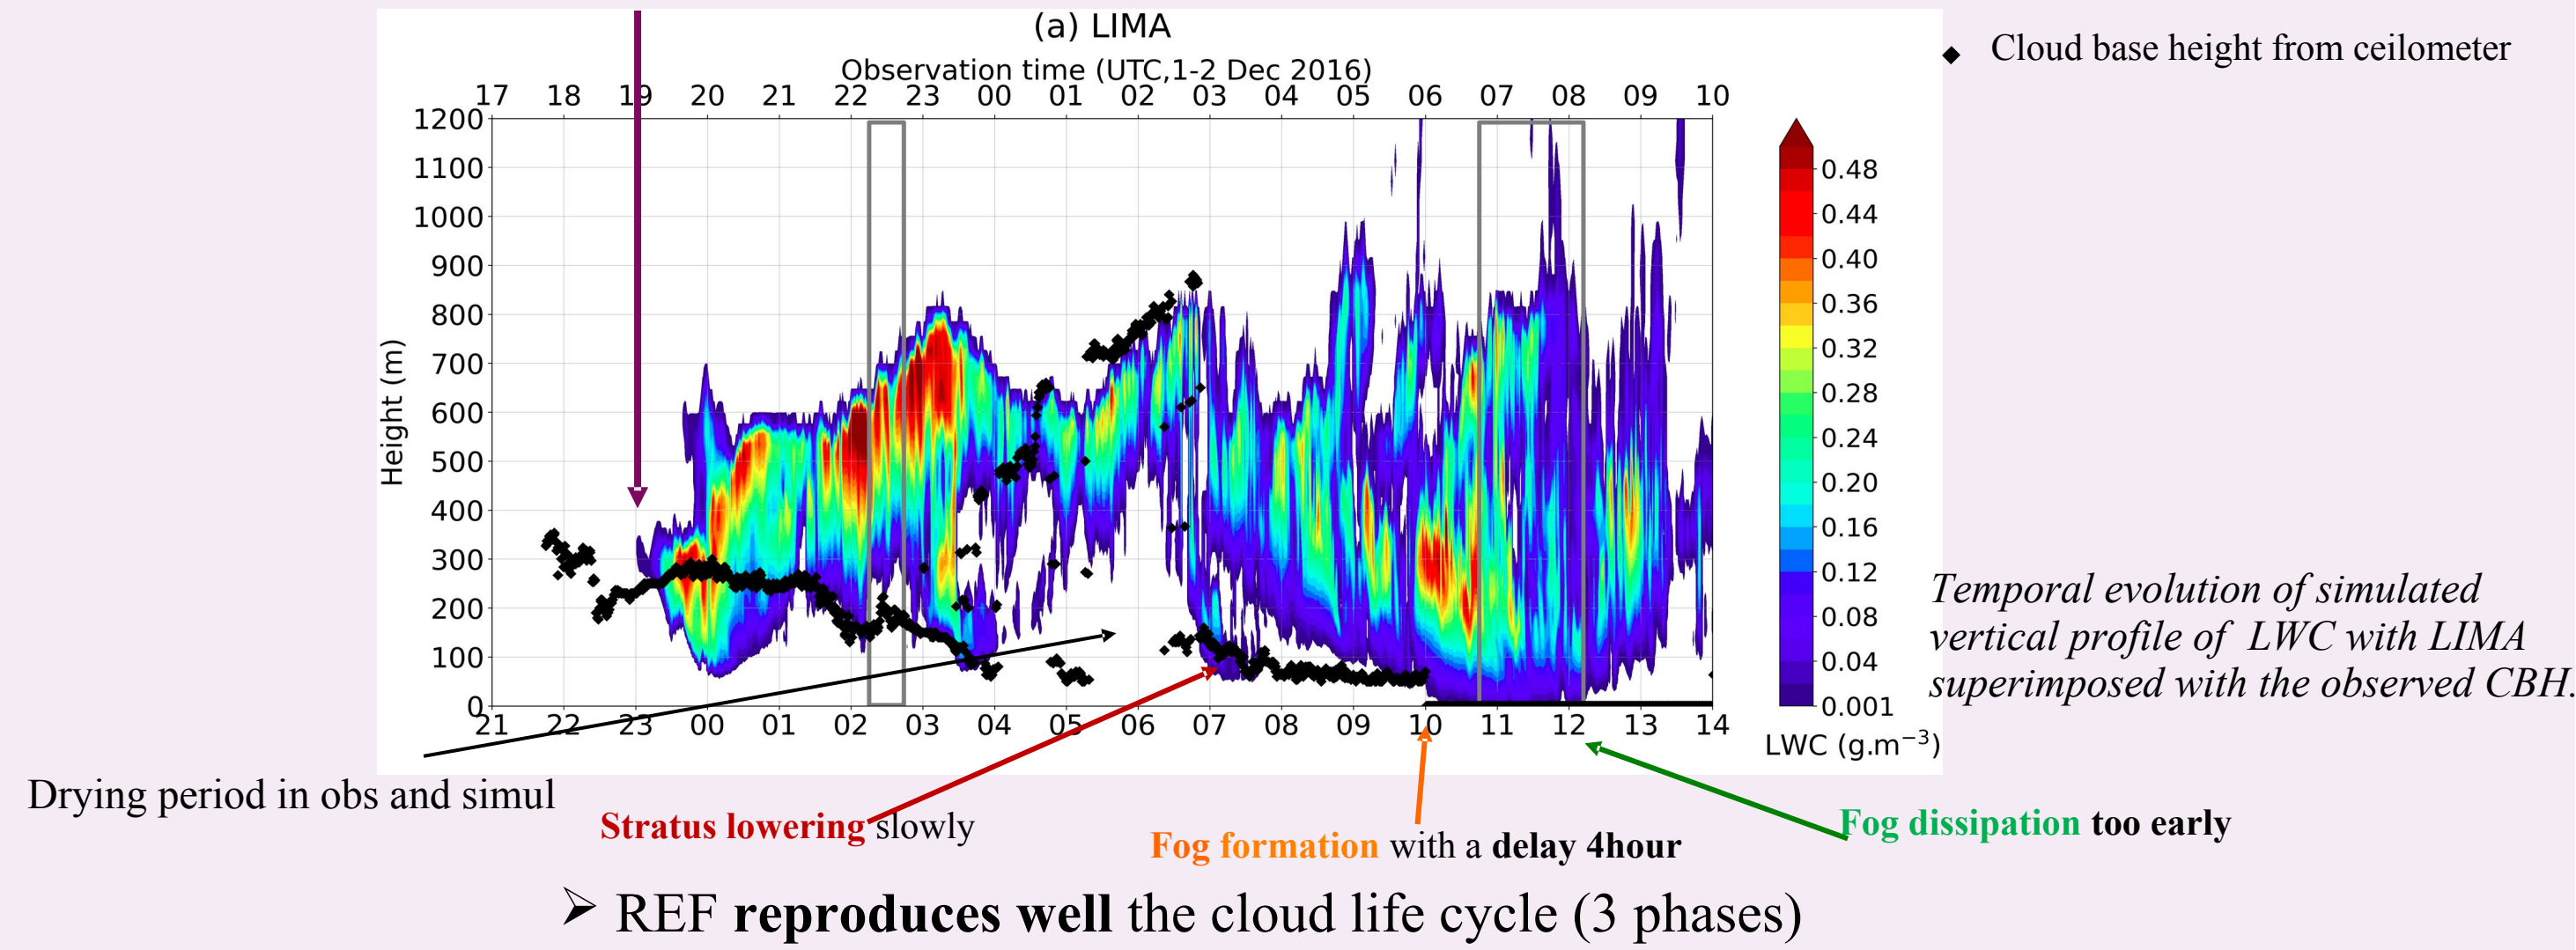 (a) LIMA
Observation time (UTC,1-2 Dec 2016)
◆ Cloud base height from ceilometer
17 18 19 20 21 22 23 00 01 02 03 04 05 06 07 08 09 10
1200
1100
1000
900
800
700
600
500
400
300
200
100
0
Height (m)
21 22 23 00 01 02 03 04 05 06 07 08 09 10 11 12 13 14
0.48
0.44
0.40
0.36
0.32
0.28
0.24
0.20
0.16
0.12
0.08
0.04
0.001
LWC (g.m⁻³)
Temporal evolution of simulated
vertical profile of LWC with LIMA
superimposed with the observed CBH.
Drying period in obs and simul
Stratus lowering slowly
Fog formation with a delay 4hour
Fog dissipation too early
➢ REF reproduces well the cloud life cycle (3 phases)